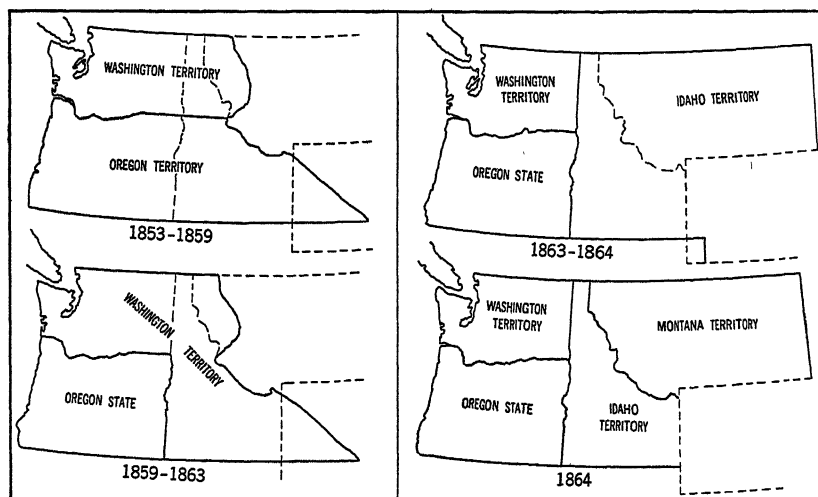 WASHINGTON TERRITORY
OREGON TERRITORY
1853-1859
WASHINGTON
TERRITORY
IDAHO TERRITORY
OREGON STATE
1863-1864
WASHINGTON TERRITORY
OREGON STATE
1859-1863
WASHINGTON
TERRITORY
MONTANA TERRITORY
OREGON STATE
IDAHO
TERRITORY
1864